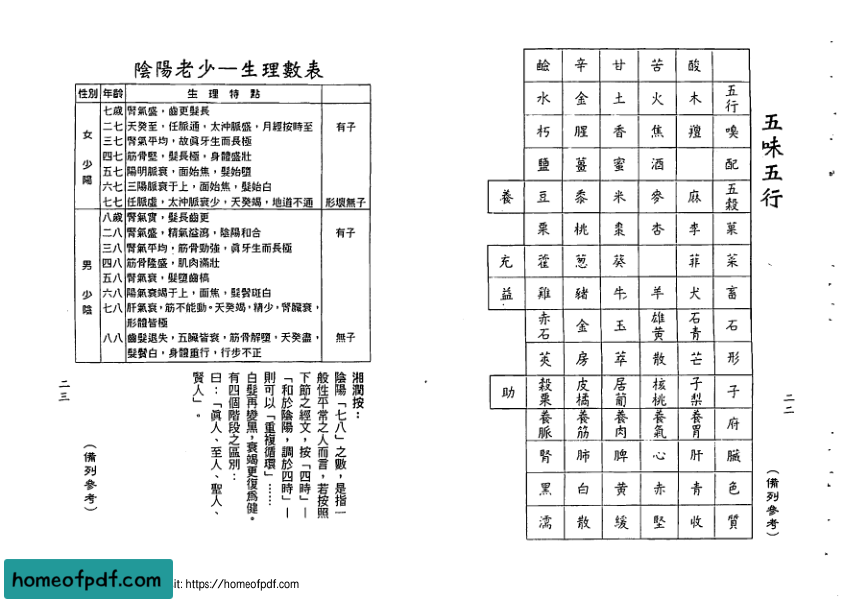 五味五行
酸 苦 甘 辛 鹼
五行 木 火 土 金 水
嗅 羶 焦 香 腥 朽
配 酒 蜜 薑 鹽
五穀 麻 麥 米 黍 豆 養
菓 李 杏 棗 桃 栗
菜 菲 葵 葱 藿 充
畜 犬 羊 牛 豬 雞 益
石 石青 雄黃 玉 金 赤石
形 芒 散 萃 房 莢
子 子梨 核桃 居葡 皮橘 殼栗 助
府 養胃 養氣 養肉 養筋 養脈
臟 肝 心 脾 肺 腎
色 青 赤 黃 白 黑
質 收 堅 緩 散 濡
(備列參考)
二二
陰陽老少—生理數表
性別 年齡 生理特點
女 少陽
七歲 腎氣盛，齒更髮長
二七 天癸至，任脈通，太沖脈盛，月經按時至 有子
三七 腎氣平均，故眞牙生而長極
四七 筋骨堅，髮長極，身體盛壯
五七 陽明脈衰，面始焦，髮始墮
六七 三陽脈衰于上，面始焦，髮始白
七七 任脈虛，太沖脈衰少，天癸竭，地道不通 形壞無子
男 少陰
八歲 腎氣實，髮長齒更
二八 腎氣盛，精氣溢瀉，陰陽和合 有子
三八 腎氣平均，筋骨勁強，眞牙生而長極
四八 筋骨隆盛，肌肉滿壯
五八 腎氣衰，髮墮齒槁
六八 陽氣衰竭于上，面焦，髮鬢斑白
七八 肝氣衰，筋不能動。天癸竭，精少，腎臟衰，
形體皆極
八八 齒髮退失，五臟皆衰，筋骨解墮，天癸盡， 無子
髮鬢白，身體重行，行步不正
湘潤按：
陰陽「七八」之數，是指一
般性平常之人而言，若按照
下節之經文，按「四時」—
「和於陰陽，調於四時」—
則可以「重複循環」……
白髮再變黑，衰竭更復爲健。
有四個階段之區別：
曰：「眞人、至人、聖人、
賢人」。
(備列參考)
二三
homeofpdf.com
it: https://homeofpdf.com